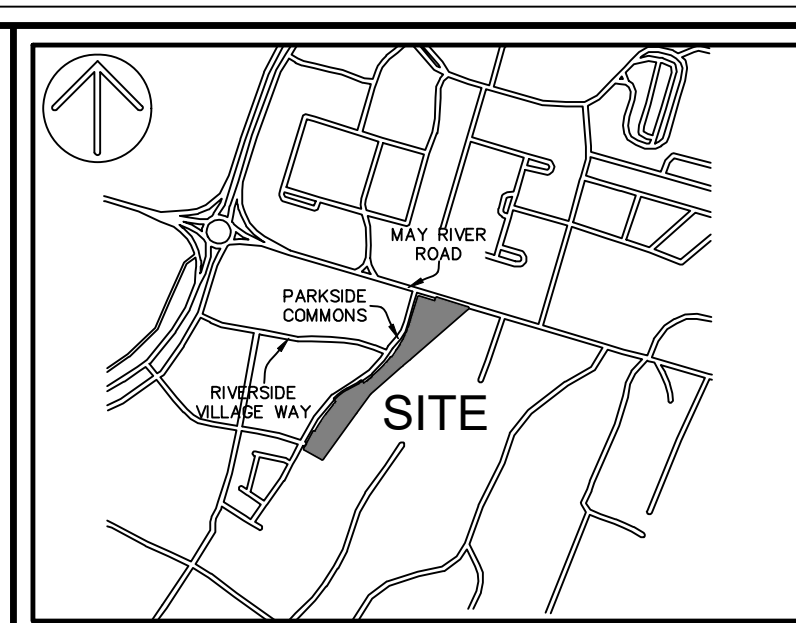 MAY RIVER
ROAD
PARKSIDE
COMMONS
RIVERSIDE
VILLAGE WAY
SITE